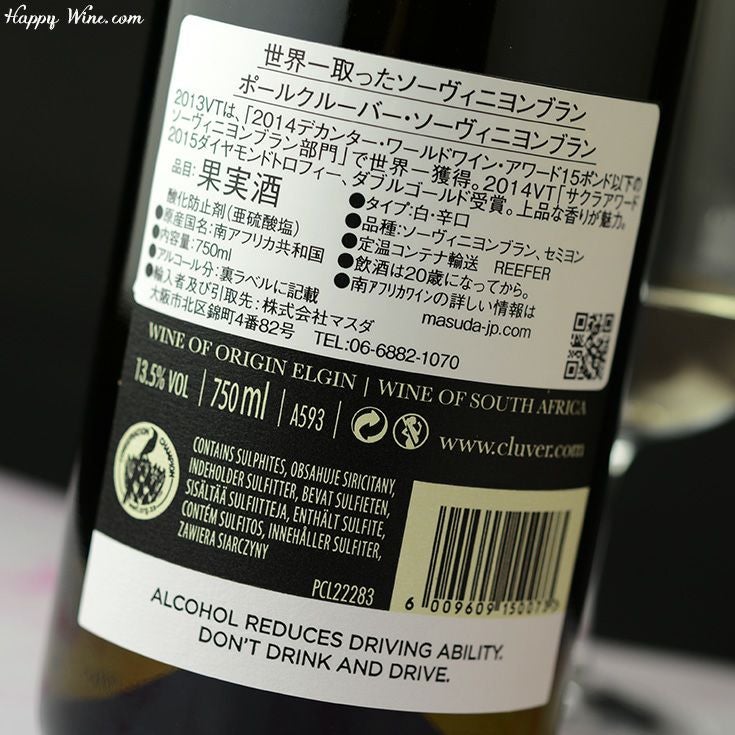 Happy Wine.com
世界一取ったソーヴィニヨンブラン
ポールクルーバー・ソーヴィニヨンブラン
2013VTは、「2014デカンター・ワールドワイン・アワード15ポンド以下の
ソーヴィニヨンブラン部門」で世界一獲得。2014VT「サクラアワード
2015ダイヤモンドトロフィー、ダブルゴールド受賞。上品な香りが魅力。
品目: 果実酒
酸化防止剤(亜硫酸塩)
●原産国名:南アフリカ共和国
●内容量:750ml
●アルコール分:裏ラベルに記載
●輸入者及び引取先:株式会社マスダ
大阪市北区錦町4番82号 TEL:06-6882-1070
●タイプ:白・辛口
●品種:ソーヴィニヨンブラン、セミヨン
●定温コンテナ輸送 REEFER
●飲酒は20歳になってから。
●南アフリカワインの詳しい情報は
masuda-jp.com
WINE OF ORIGIN ELGIN | WINE OF SOUTH AFRICA
13.5% VOL | 750ml | A593 | www.cluver.com
CONSERVATION CHAMPION
wwf.org.za
CONTAINS SULPHITES, OBSAHUJE SIRICITANY,
INDEHOLDER SULFITTER, BEVAT SULFIETEN,
SISÄLTÄÄ SULFIITTEJA, ENTHÄLT SULFITE,
CONTÉM SULFITOS, INNEHÅLLER SULFITER,
ZAWIERA SIARCZYNY
PCL22283
6 009609 150073
ALCOHOL REDUCES DRIVING ABILITY.
DON'T DRINK AND DRIVE.